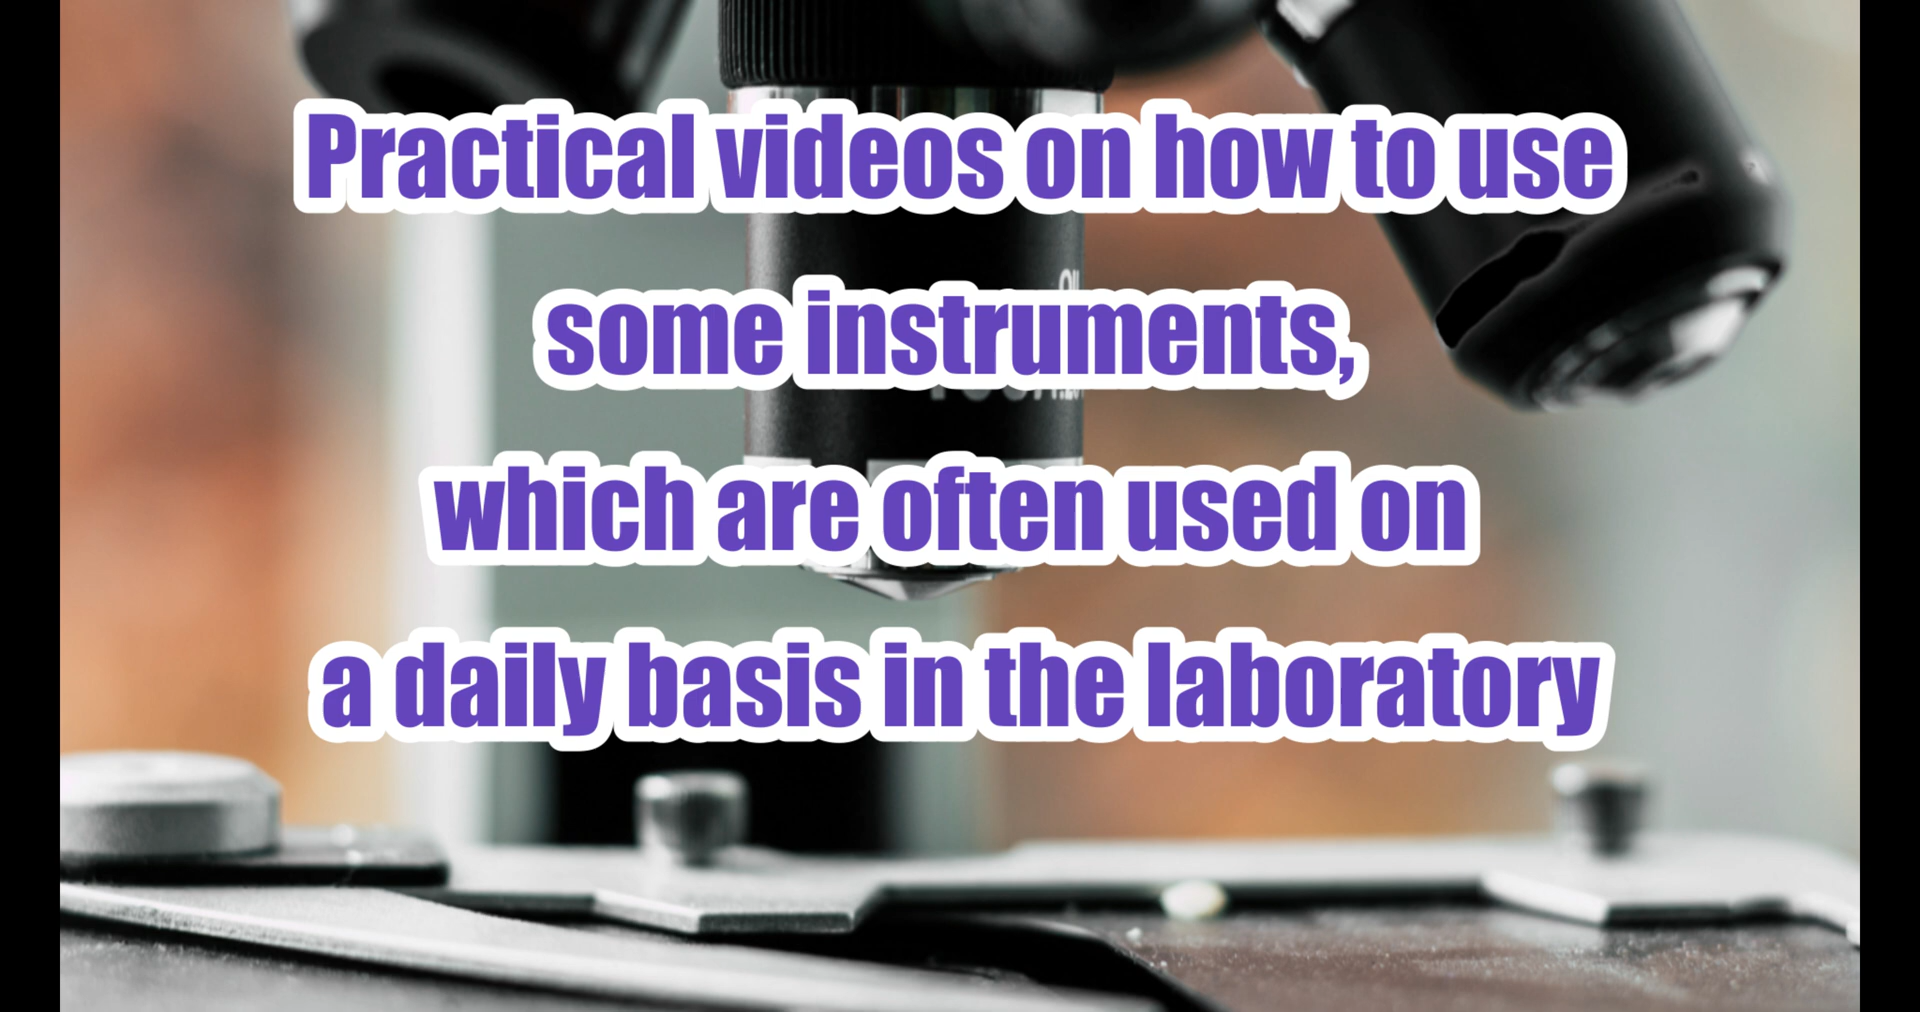 Practical videos on how to use
some instruments,
which are often used on
a daily basis in the laboratory